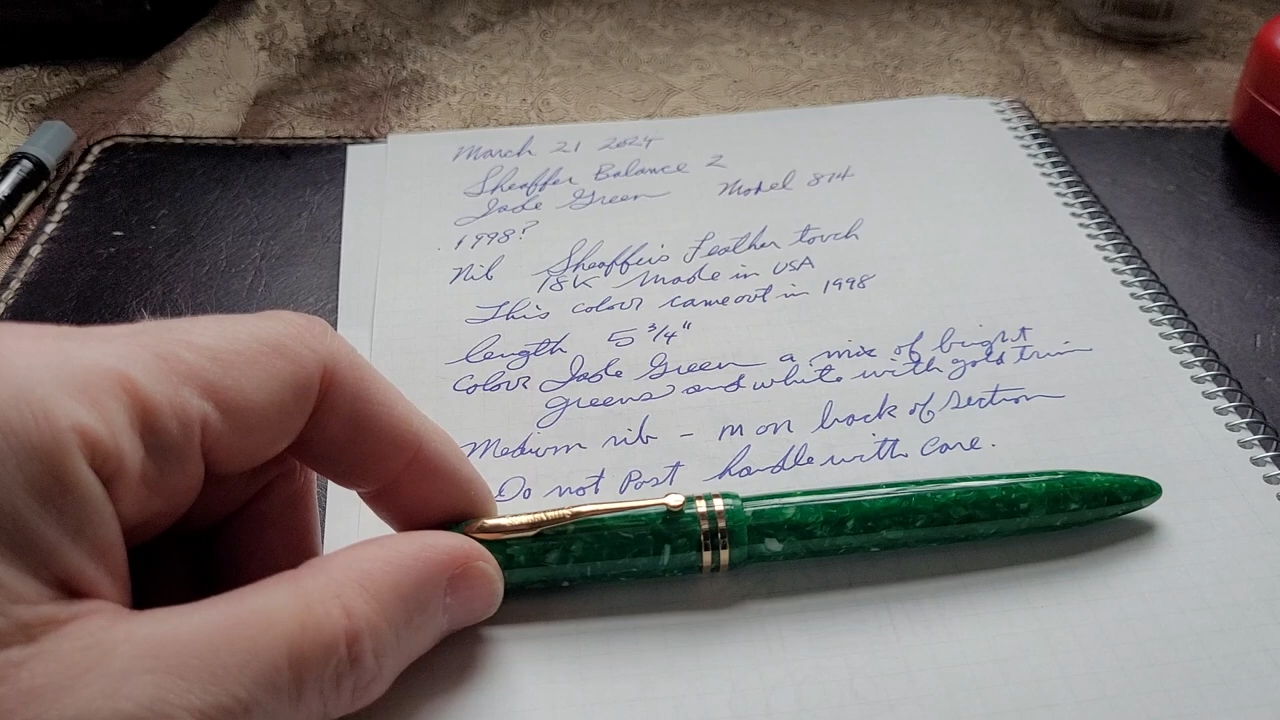 March 21 2024
Sheaffer Balance 2
Jade Green Model 874
1998?
Nib Sheaffer's Feather touch
18K Made in USA
This colour came out in 1998
length 5 3/4"
Colour Jade Green a mix of bright
greens and white with gold trim
Medium nib - m on back of section
Do not Post handle with care.